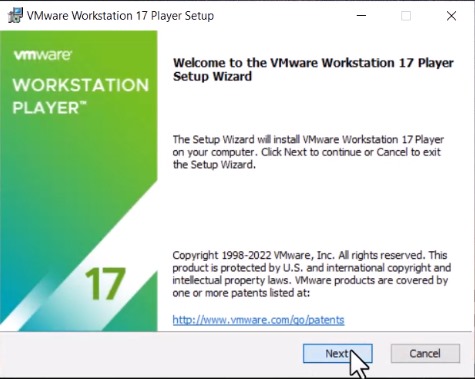 VMware Workstation 17 Player Setup
vmware
WORKSTATION
PLAYER™
17
Welcome to the VMware Workstation 17 Player
Setup Wizard
The Setup Wizard will install VMware Workstation 17 Player
on your computer. Click Next to continue or Cancel to exit
the Setup Wizard.
Copyright 1998-2022 VMware, Inc. All rights reserved. This
product is protected by U.S. and international copyright and
intellectual property laws. VMware products are covered by
one or more patents listed at:
http://www.vmware.com/go/patents
Next
Cancel